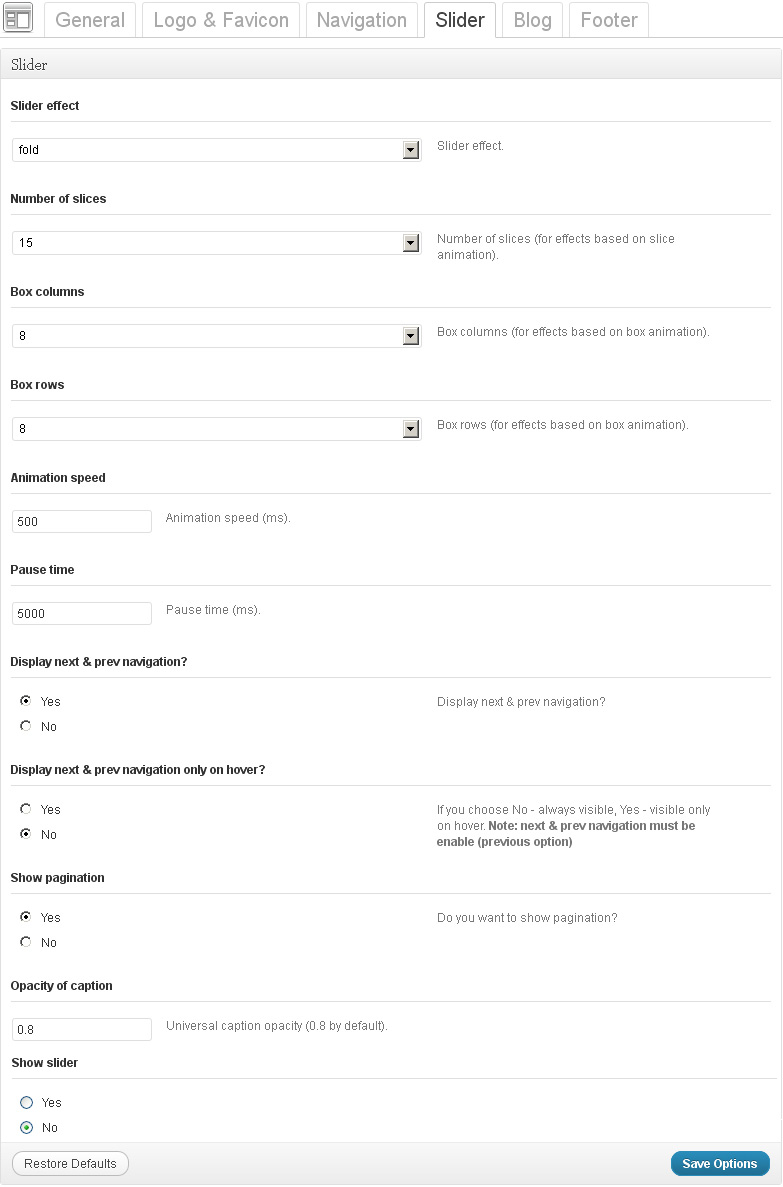 General Logo & Favicon Navigation Slider Blog Footer
Slider
Slider effect
fold Slider effect.
Number of slices
15 Number of slices (for effects based on slice
animation).
Box columns
8 Box columns (for effects based on box animation).
Box rows
8 Box rows (for effects based on box animation).
Animation speed
500 Animation speed (ms).
Pause time
5000 Pause time (ms).
Display next & prev navigation?
Yes Display next & prev navigation?
No
Display next & prev navigation only on hover?
Yes If you choose No - always visible, Yes - visible only
on hover. Note: next & prev navigation must be
No
enable (previous option)
Show pagination
Yes Do you want to show pagination?
No
Opacity of caption
0.8 Universal caption opacity (0.8 by default).
Show slider
Yes
No
Restore Defaults Save Options